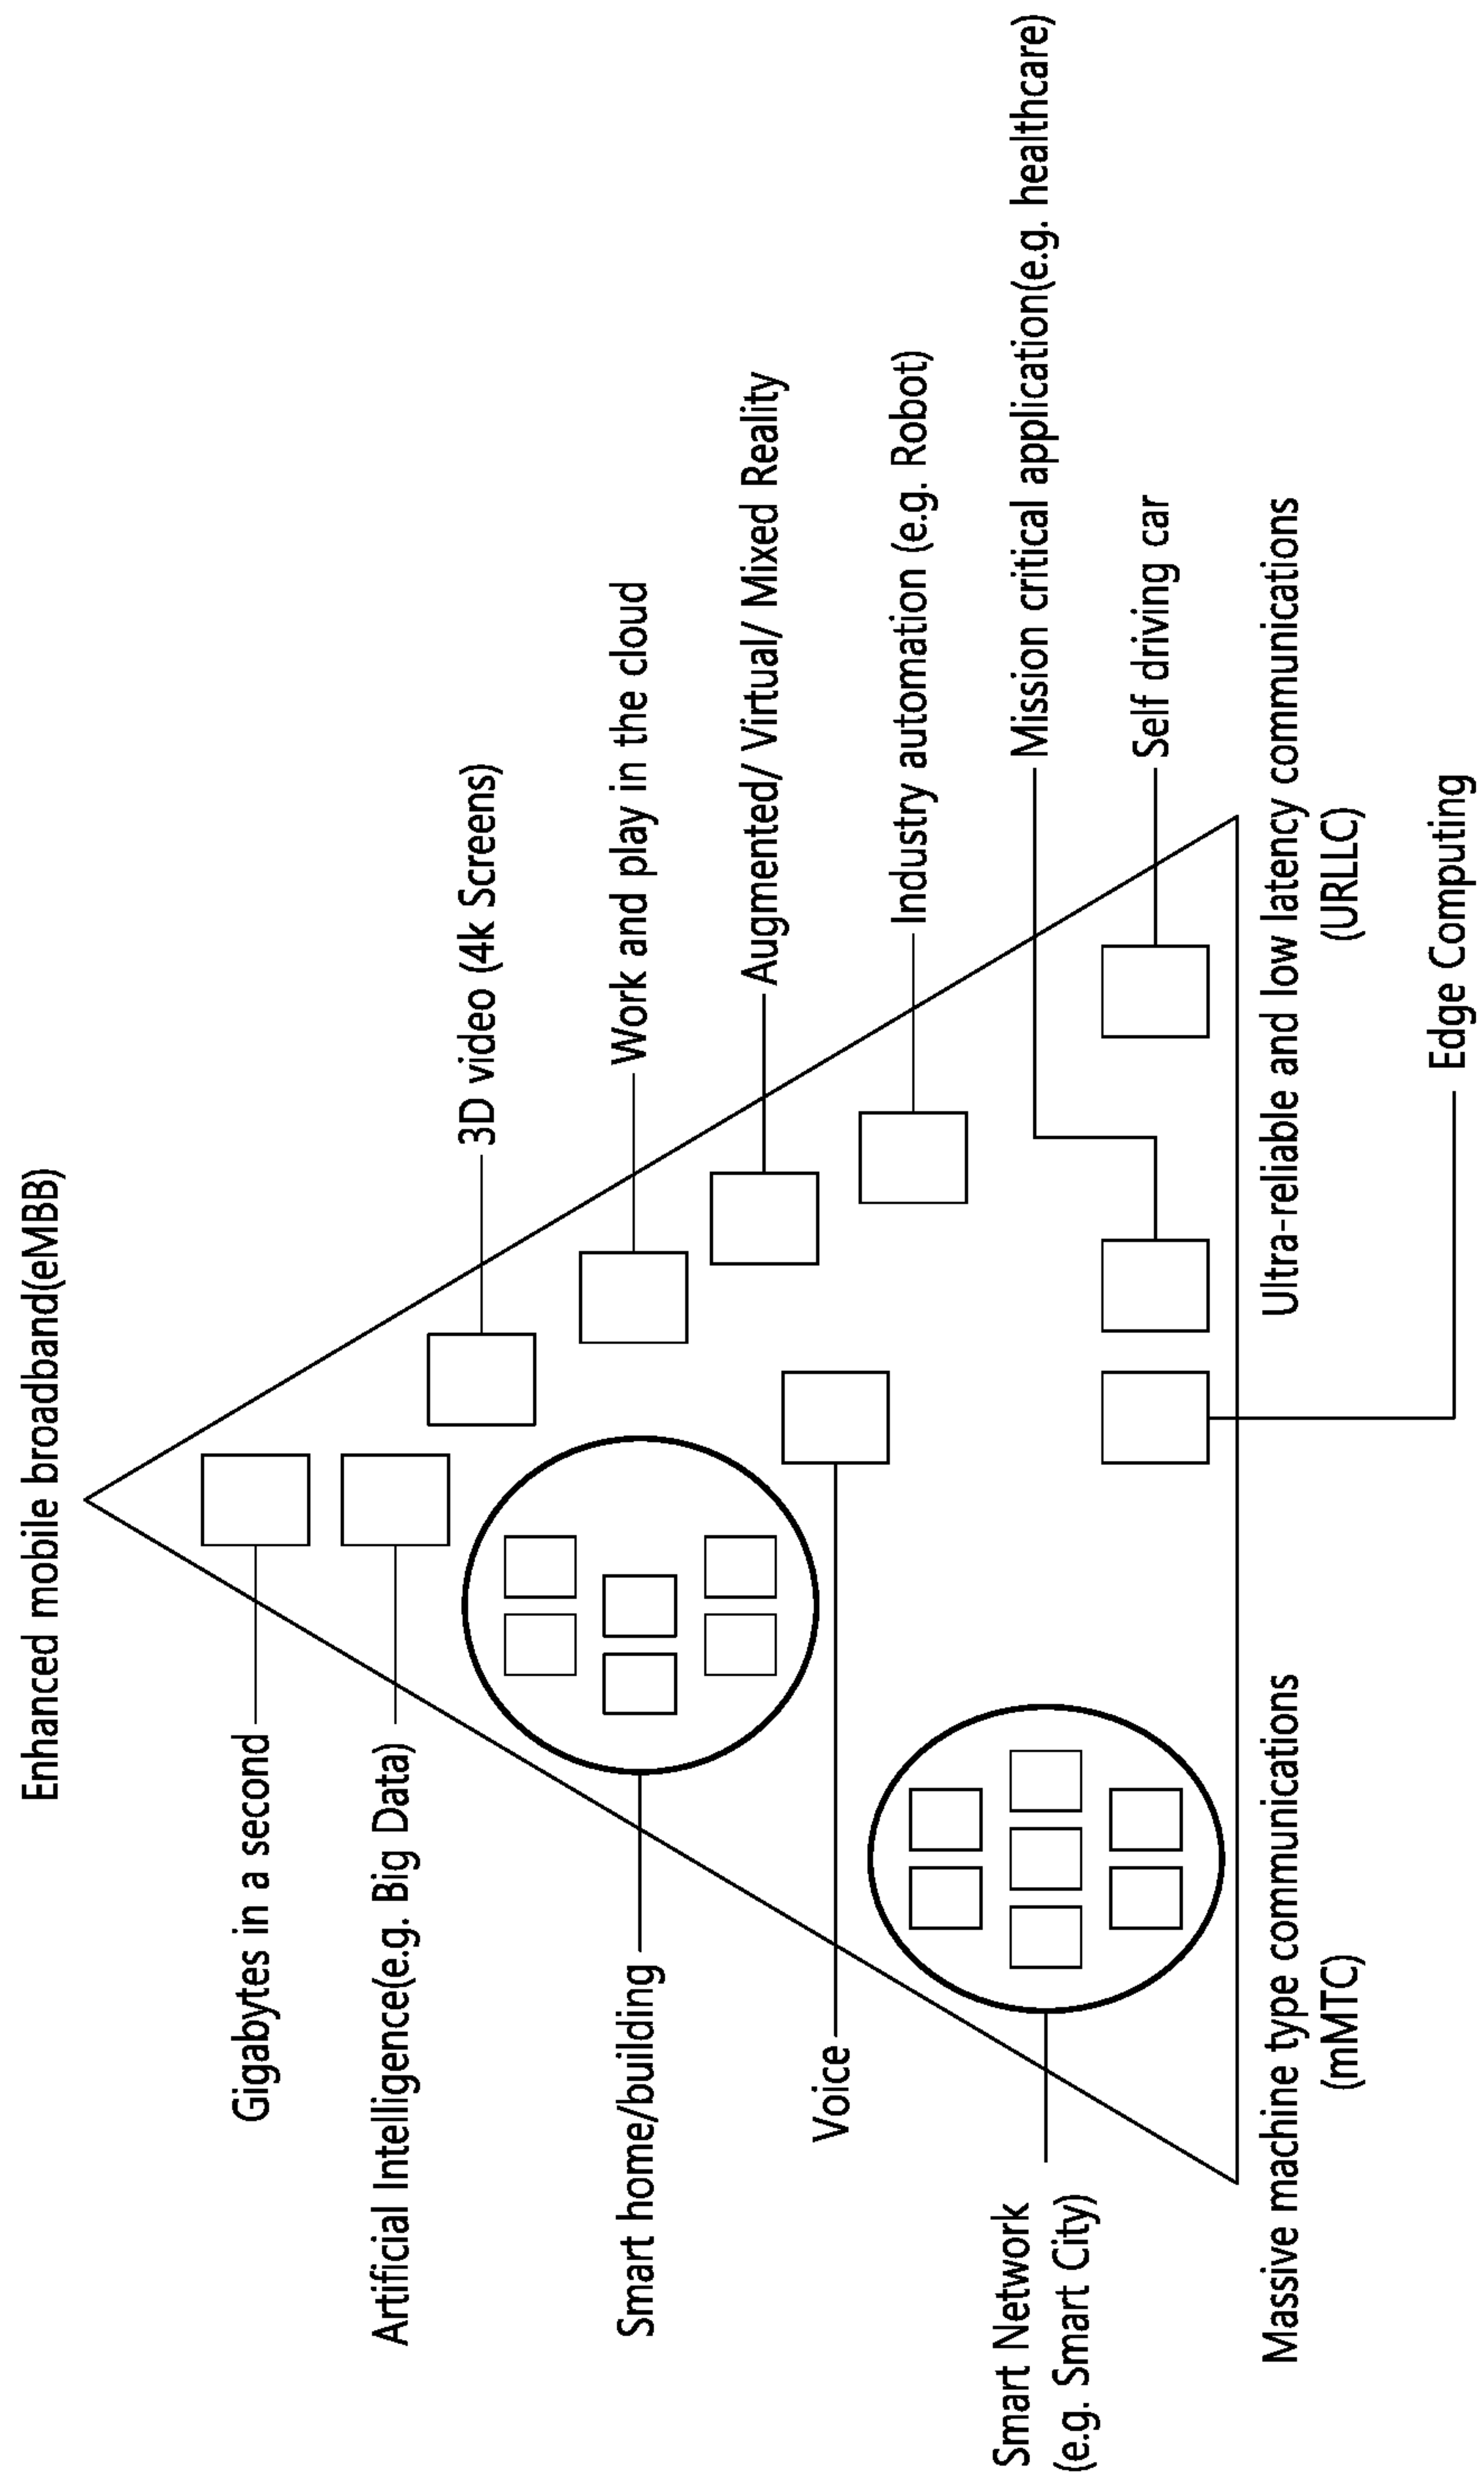 Enhanced mobile broadband(eMBB)
Gigabytes in a second
Artificial Intelligence(e.g. Big Data)
3D video (4k Screens)
Smart home/building
Work and play in the cloud
Augmented/ Virtual/ Mixed Reality
Voice
Industry automation (e.g. Robot)
Smart Network
(e.g. Smart City)
Mission critical application(e.g. healthcare)
Self driving car
Massive machine type communications
(mMTC)
Ultra-reliable and low latency communications
(URLLC)
Edge Computing